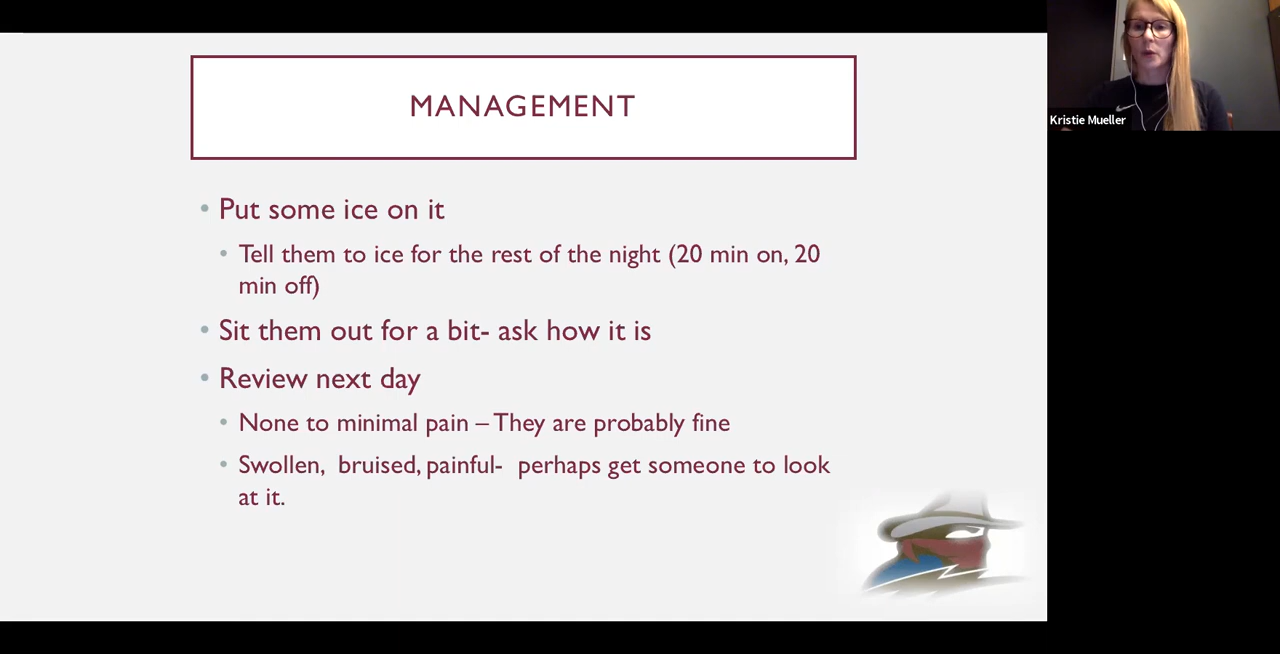 MANAGEMENT
Kristie Mueller
• Put some ice on it
• Tell them to ice for the rest of the night (20 min on, 20
min off)
• Sit them out for a bit- ask how it is
• Review next day
• None to minimal pain – They are probably fine
• Swollen, bruised, painful- perhaps get someone to look
at it.